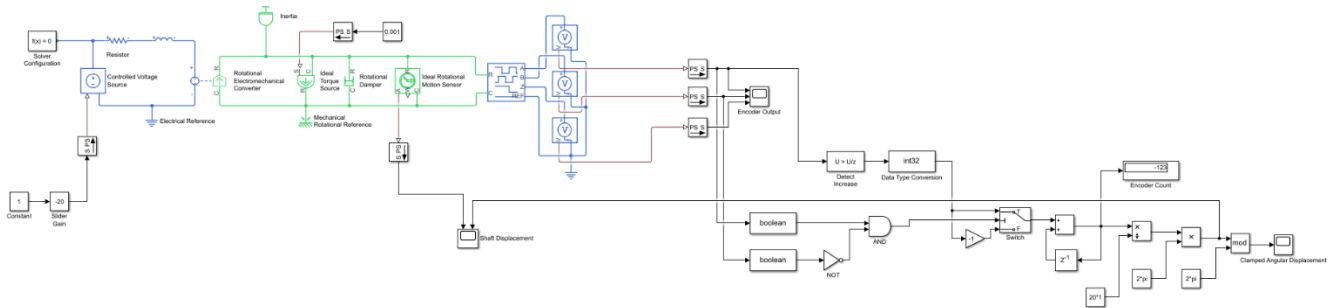 Inertia
PS S
0.001
f(x) = 0
Solver
Configuration
Resistor
Controlled Voltage
Source
Electrical Reference
S PS
1
Constant
-20
Slider
Gain
R
C
Rotational
Electromechanical
Converter
S
C
R
Ideal
Torque
Source
R
C
Rotational
Damper
R
A
C
Ideal Rotational
Motion Sensor
Mechanical
Rotational Reference
S PS
Shaft Displacement
R
C
A
B
Z
REF
V
V
V
PS S
PS S
PS S
Encoder Output
U > U/z
Detect
Increase
int32
Data Type Conversion
-123
Encoder Count
boolean
AND
boolean
NOT
-1
T
F
Switch
+
+
z-1
×
÷
20*1
×
2*pi
2*pi
mod
Clamped Angular Displacement